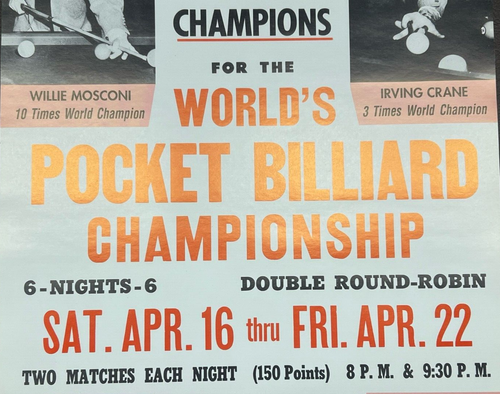 CHAMPIONS
FOR THE
WILLIE MOSCONI
10 Times World Champion
IRVING CRANE
3 Times World Champion
WORLD'S
POCKET BILLIARD
CHAMPIONSHIP
6-NIGHTS-6 DOUBLE ROUND-ROBIN
SAT. APR. 16 thru FRI. APR. 22
TWO MATCHES EACH NIGHT (150 Points) 8 P. M. & 9:30 P. M.